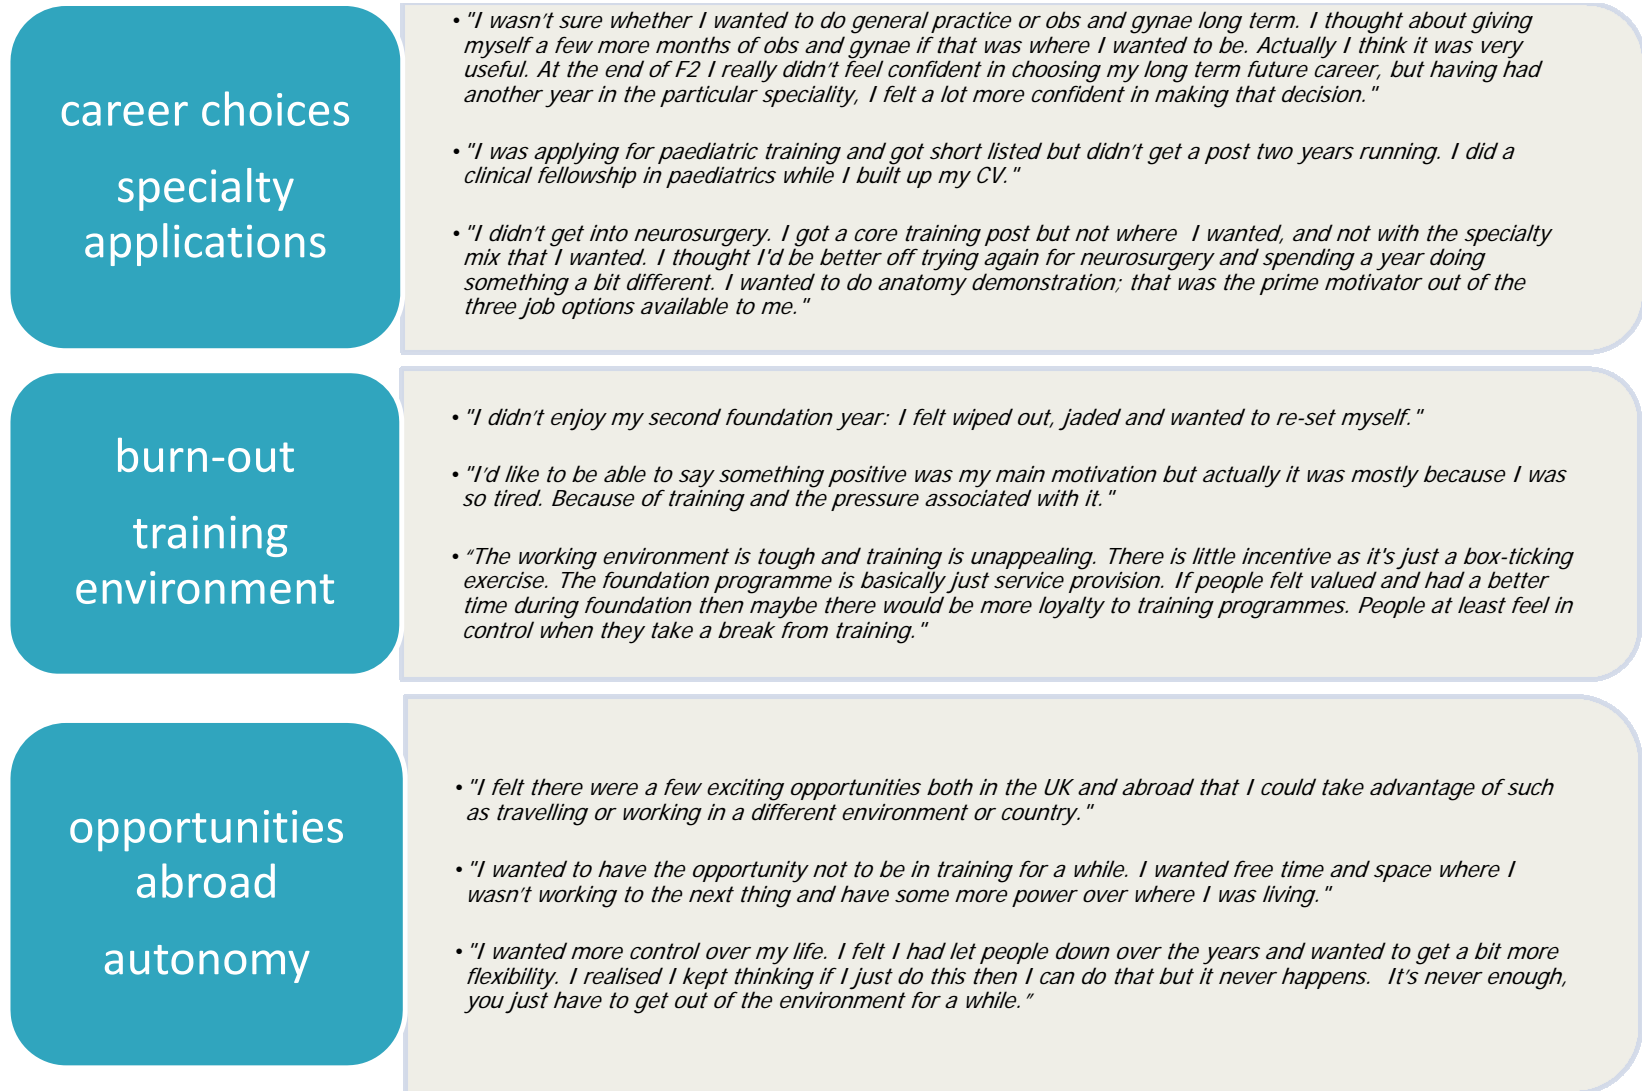 career choices
specialty
applications
• "I wasn’t sure whether I wanted to do general practice or obs and gynae long term. I thought about giving
myself a few more months of obs and gynae if that was where I wanted to be. Actually I think it was very
useful. At the end of F2 I really didn’t feel confident in choosing my long term future career, but having had
another year in the particular speciality, I felt a lot more confident in making that decision."
• "I was applying for paediatric training and got short listed but didn’t get a post two years running. I did a
clinical fellowship in paediatrics while I built up my CV."
• "I didn’t get into neurosurgery. I got a core training post but not where I wanted, and not with the specialty
mix that I wanted. I thought I'd be better off trying again for neurosurgery and spending a year doing
something a bit different. I wanted to do anatomy demonstration; that was the prime motivator out of the
three job options available to me."
burn-out
training
environment
• "I didn’t enjoy my second foundation year: I felt wiped out, jaded and wanted to re-set myself."
• "I’d like to be able to say something positive was my main motivation but actually it was mostly because I was
so tired. Because of training and the pressure associated with it."
• “The working environment is tough and training is unappealing. There is little incentive as it's just a box-ticking
exercise. The foundation programme is basically just service provision. If people felt valued and had a better
time during foundation then maybe there would be more loyalty to training programmes. People at least feel in
control when they take a break from training."
opportunities
abroad
autonomy
• "I felt there were a few exciting opportunities both in the UK and abroad that I could take advantage of such
as travelling or working in a different environment or country."
• "I wanted to have the opportunity not to be in training for a while. I wanted free time and space where I
wasn’t working to the next thing and have some more power over where I was living."
• "I wanted more control over my life. I felt I had let people down over the years and wanted to get a bit more
flexibility. I realised I kept thinking if I just do this then I can do that but it never happens. It’s never enough,
you just have to get out of the environment for a while.”